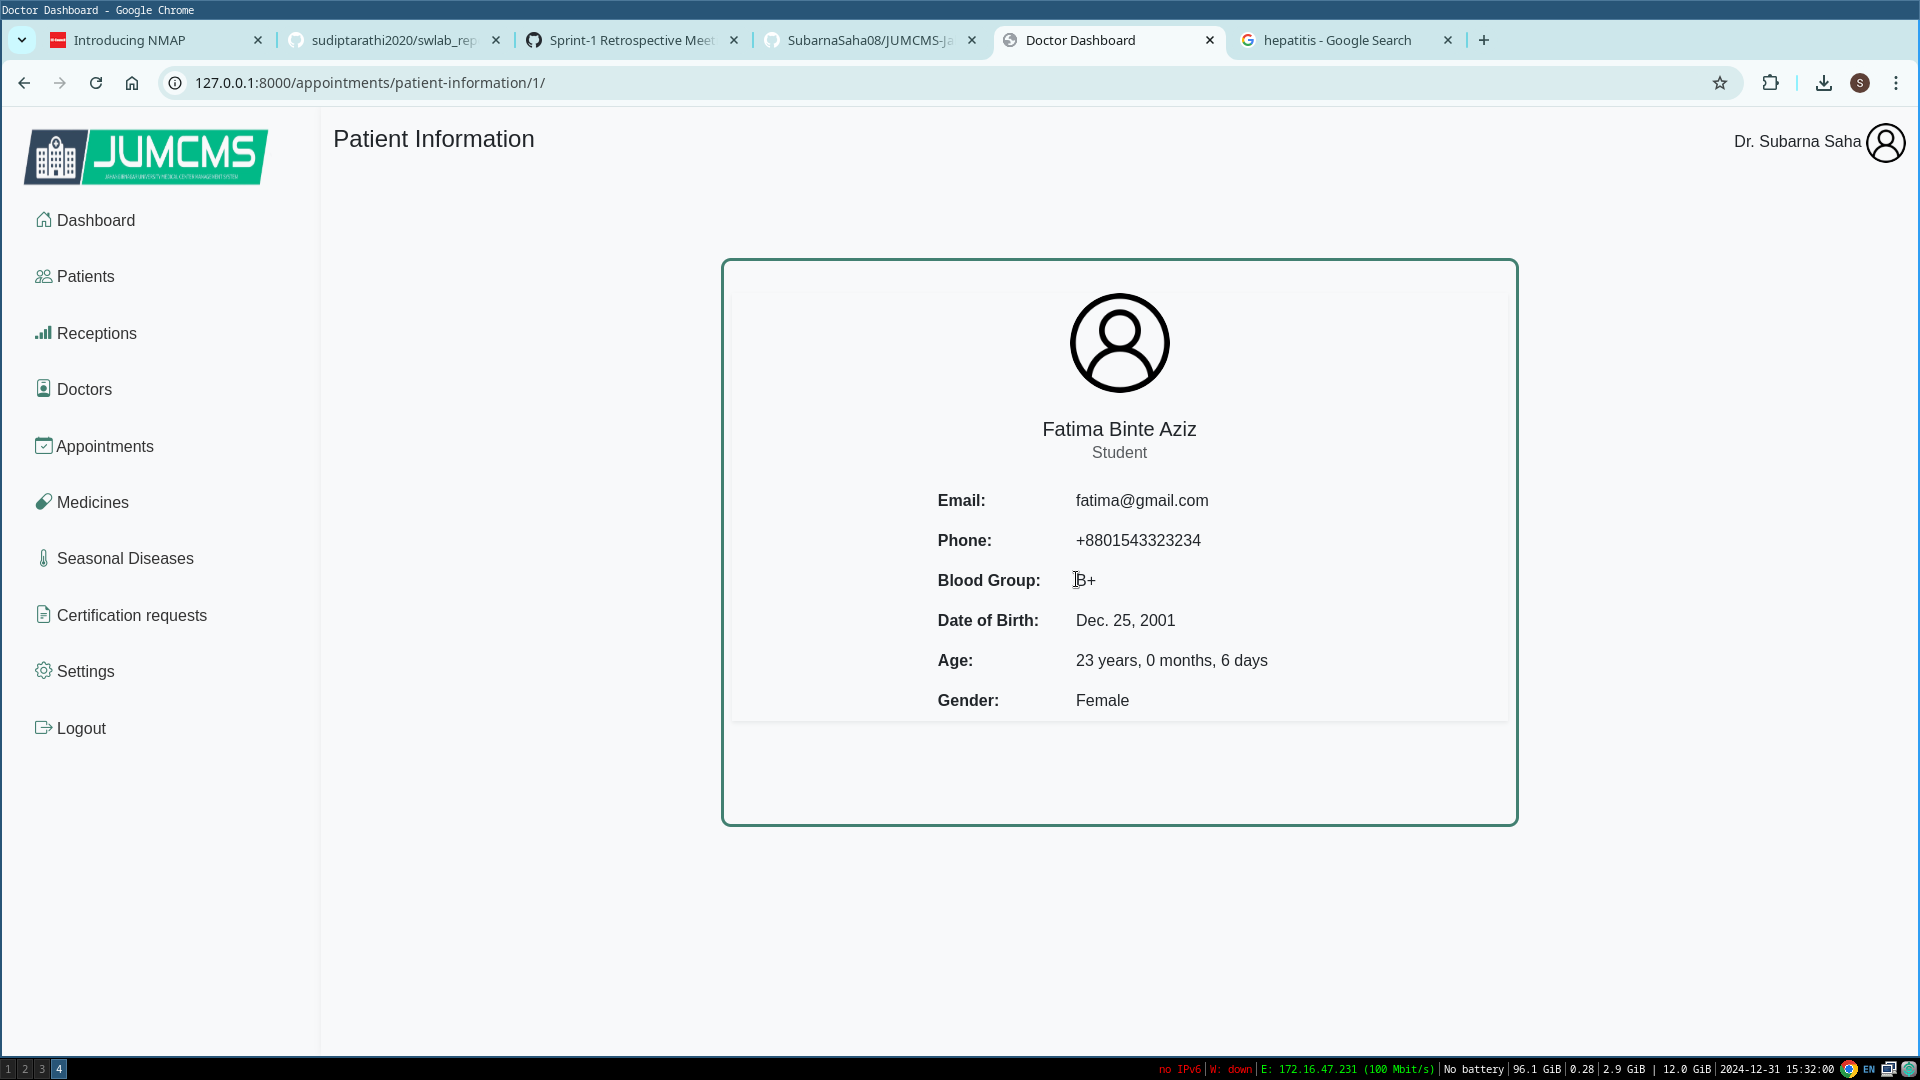 Doctor Dashboard - Google Chrome
Introducing NMAP
sudiptarathi2020/swlab_rep
Sprint-1 Retrospective Meet
SubarnaSaha08/JUMCMS-Ja
Doctor Dashboard
hepatitis - Google Search
127.0.0.1:8000/appointments/patient-information/1/
S
JUMCMS
Patient Information
Dr. Subarna Saha
Dashboard
Patients
Receptions
Doctors
Appointments
Medicines
Seasonal Diseases
Certification requests
Settings
Logout
Fatima Binte Aziz
Student
Email: fatima@gmail.com
Phone: +8801543323234
Blood Group: B+
Date of Birth: Dec. 25, 2001
Age: 23 years, 0 months, 6 days
Gender: Female
1 2 3 4
no IPv6 | W: down | E: 172.16.47.231 (100 Mbit/s) | No battery | 96.1 GiB | 0.28 | 2.9 GiB | 12.0 GiB | 2024-12-31 15:32:00 EN